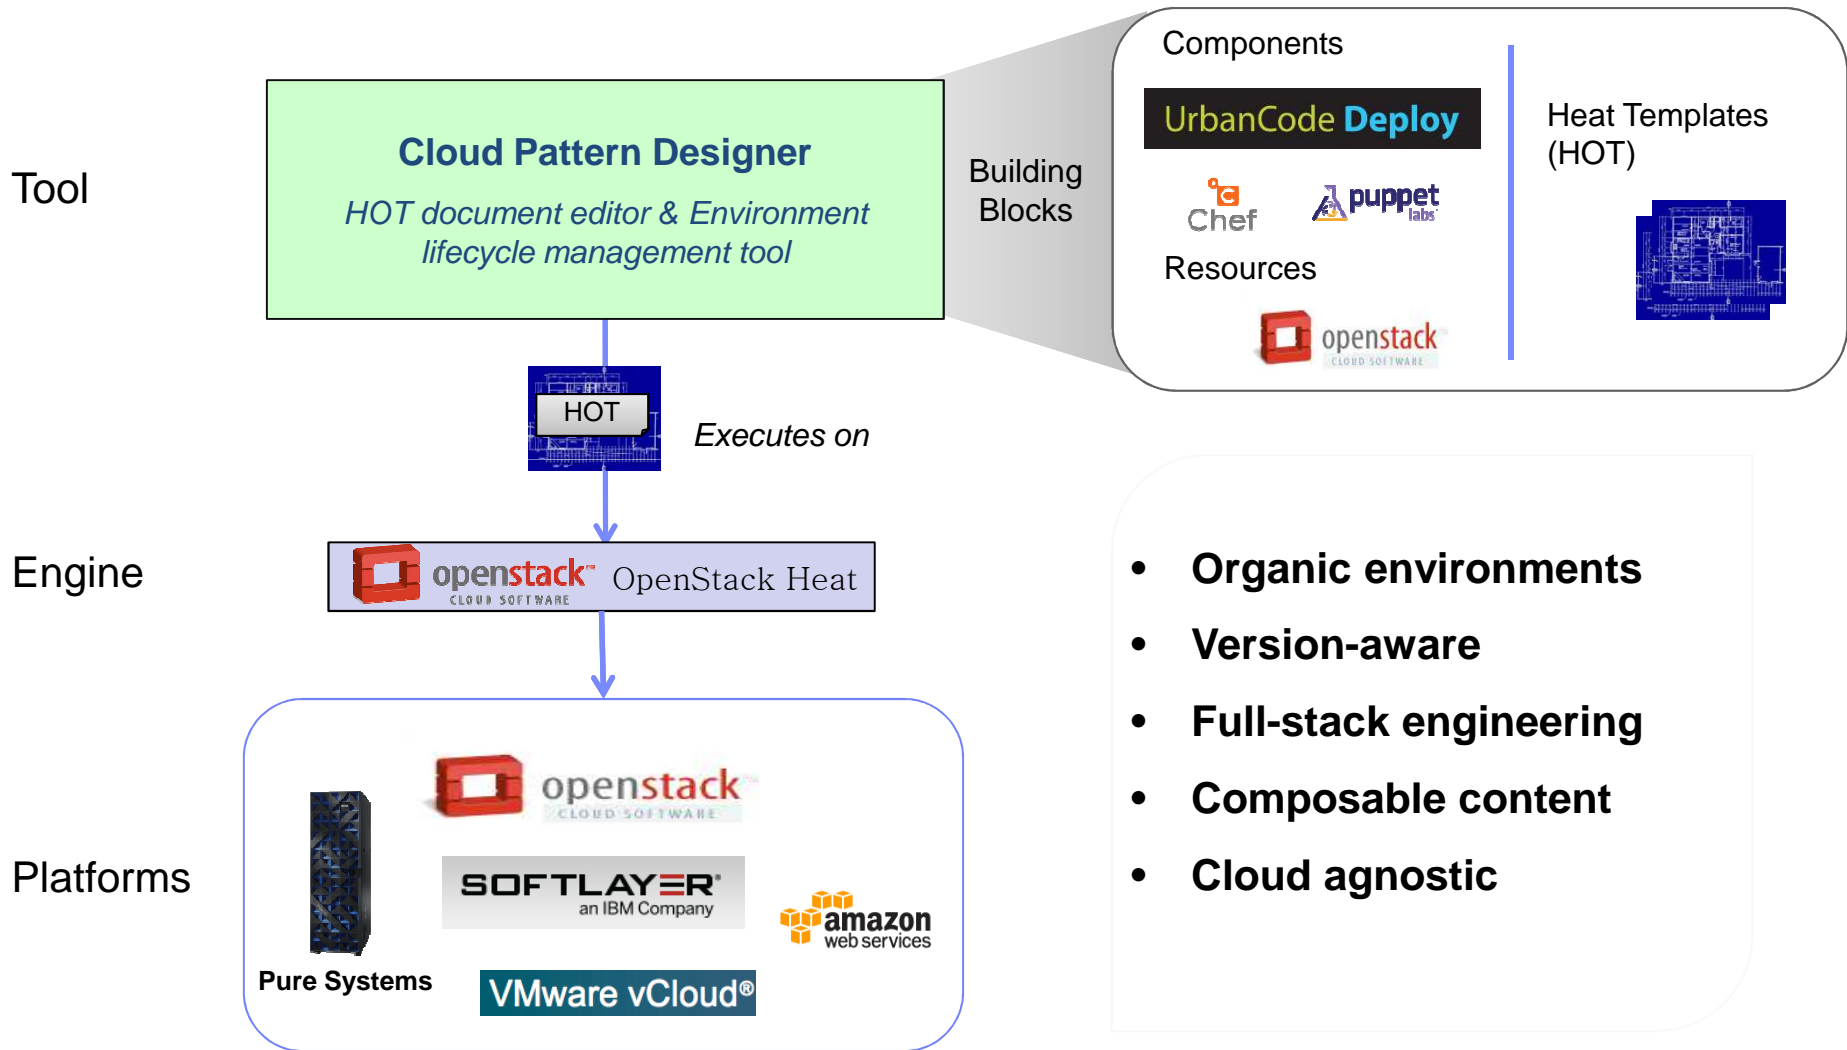 Tool
Cloud Pattern Designer
HOT document editor & Environment
lifecycle management tool
Building
Blocks
Components
UrbanCode Deploy
Chef
puppet
labs
Resources
openstack
CLOUD SOFTWARE
Heat Templates
(HOT)
HOT
Executes on
Engine
openstack™
CLOUD SOFTWARE
OpenStack Heat
Platforms
openstack
CLOUD SOFTWARE
SOFTLAYER®
an IBM Company
amazon
web services
Pure Systems
VMware vCloud®
• Organic environments
• Version-aware
• Full-stack engineering
• Composable content
• Cloud agnostic